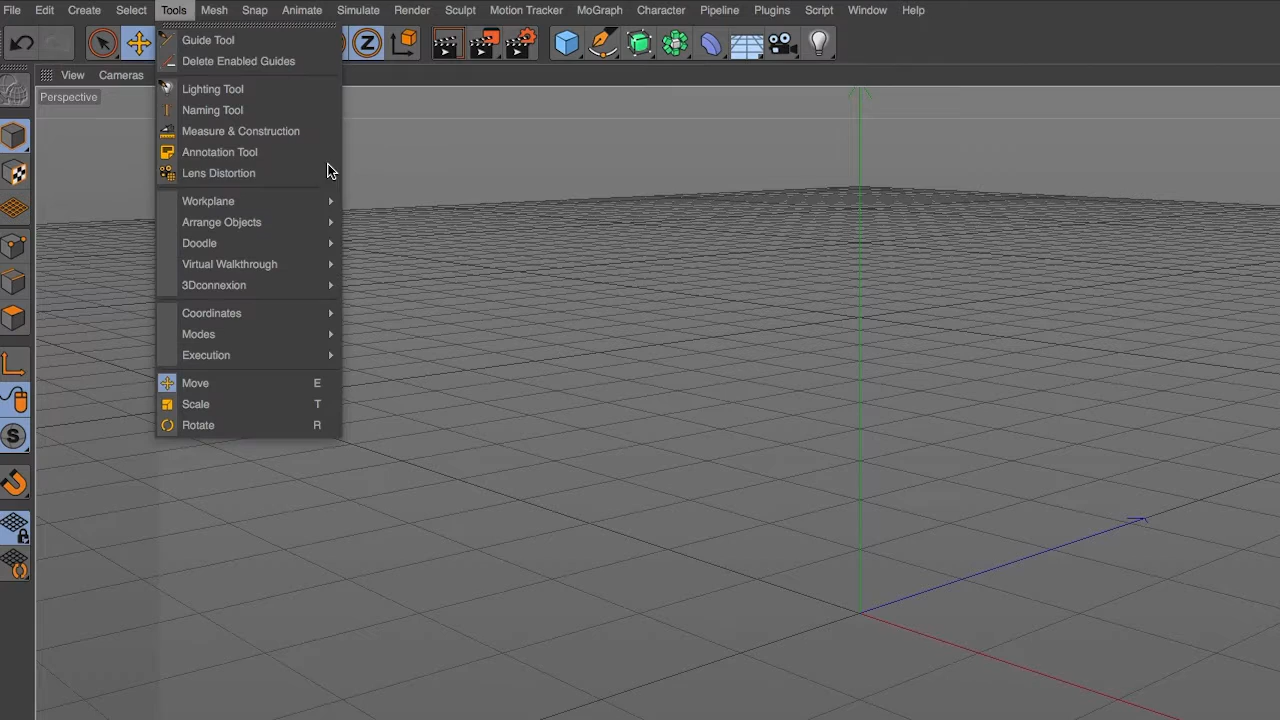 File Edit Create Select Tools Mesh Snap Animate Simulate Render Sculpt Motion Tracker MoGraph Character Pipeline Plugins Script Window Help
Z
View Cameras
Perspective
Guide Tool
Delete Enabled Guides
Lighting Tool
Naming Tool
Measure & Construction
Annotation Tool
Lens Distortion
Workplane
Arrange Objects
Doodle
Virtual Walkthrough
3Dconnexion
Coordinates
Modes
Execution
Move E
Scale T
Rotate R
S